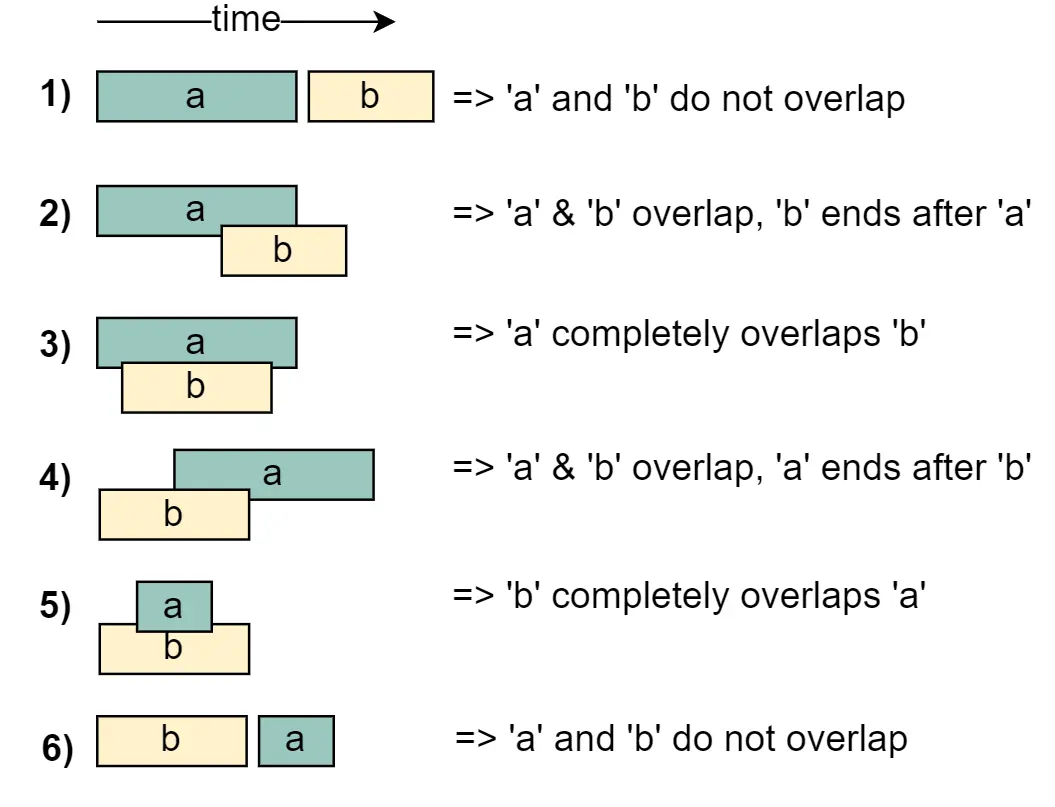 time
1) a b => 'a' and 'b' do not overlap
2) a b => 'a' & 'b' overlap, 'b' ends after 'a'
3) a b => 'a' completely overlaps 'b'
4) a b => 'a' & 'b' overlap, 'a' ends after 'b'
5) a b => 'b' completely overlaps 'a'
6) b a => 'a' and 'b' do not overlap